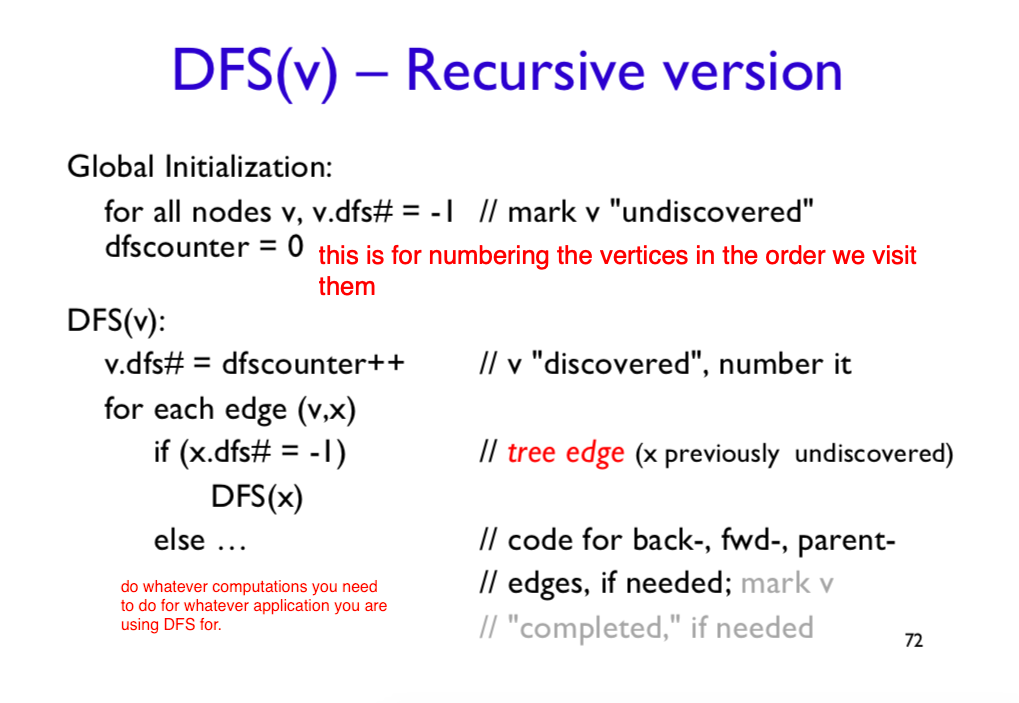 DFS(v) – Recursive version
Global Initialization:
for all nodes v, v.dfs# = -1 // mark v "undiscovered"
dfscounter = 0
this is for numbering the vertices in the order we visit
them
DFS(v):
v.dfs# = dfscounter++ // v "discovered", number it
for each edge (v,x)
if (x.dfs# = -1) // tree edge (x previously undiscovered)
DFS(x)
else … // code for back-, fwd-, parent-
// edges, if needed; mark v
// "completed," if needed
do whatever computations you need
to do for whatever application you are
using DFS for.
72